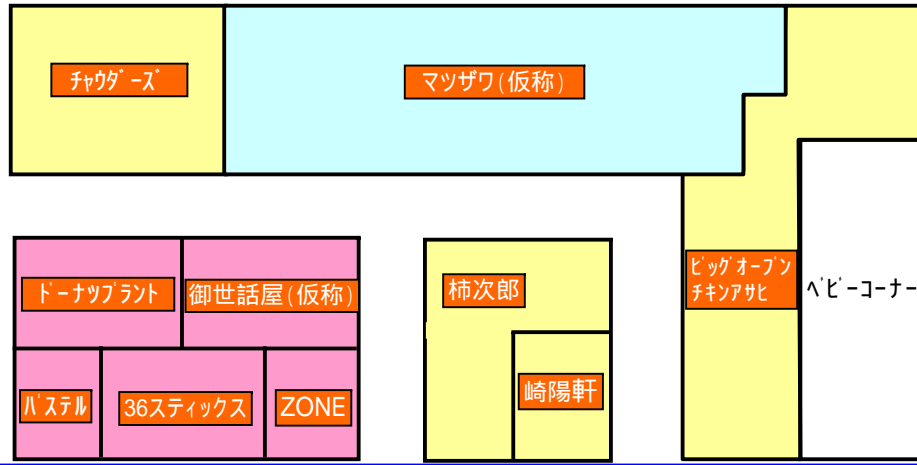 ﾁｬｳﾀﾞｰｽﾞ
マツザワ(仮称)
ﾄﾞｰﾅﾂﾌﾟﾗﾝﾄ
御世話屋(仮称)
柿次郎
ﾋﾞｯｸﾞｵｰﾌﾞﾝ
ﾁｷﾝｱｻﾋ
ﾍﾞﾋﾞｰｺｰﾅｰ
ﾊﾟｽﾃﾙ
36スティックス
ZONE
崎陽軒